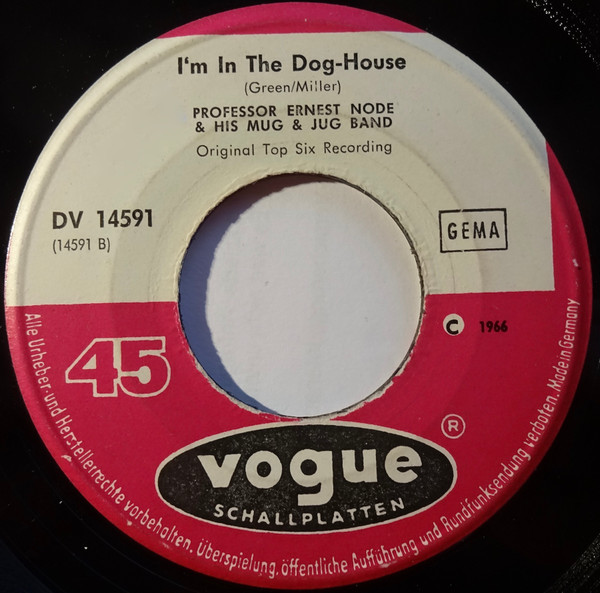 I'm In The Dog-House
(Green/Miller)
PROFESSOR ERNEST NODE
& HIS MUG & JUG BAND
Original Top Six Recording
DV 14591
(14591 B)
GEMA
45
C 1966
vogue ®
SCHALLPLATTEN
Alle Urheber- und Herstellerrechte vorbehalten. Überspielung, öffentliche Aufführung und Rundfunksendung verboten. Made in Germany